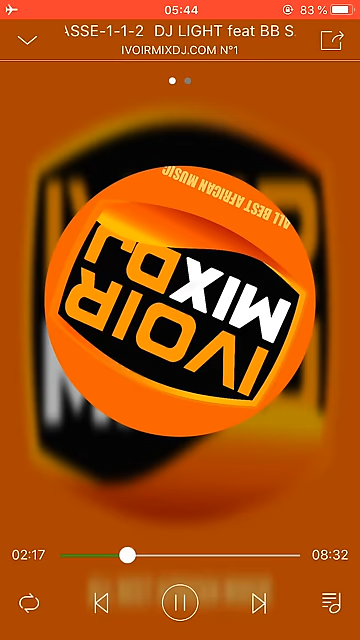 05:44
83 %
ASSE-1-1-2 DJ LIGHT feat BB S.
IVOIRMIXDJ.COM N°1
ALL BEST AFRICAN MUSIC
IVOIR
MIXDJ
02:17
08:32